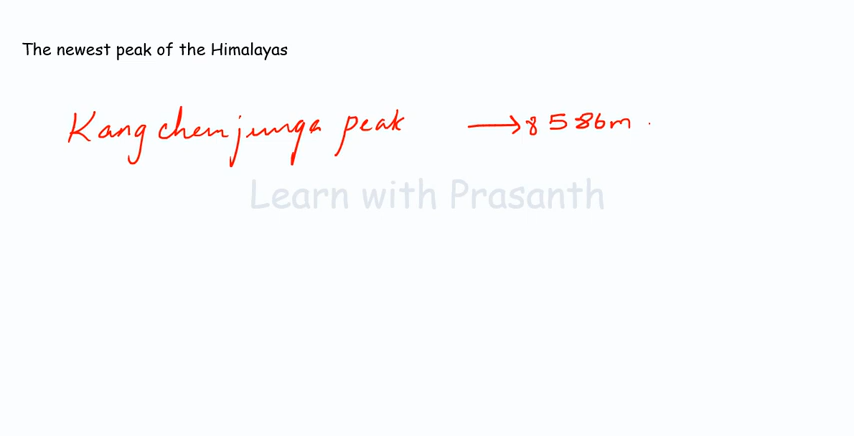 The newest peak of the Himalayas
Kangchenjunga peak → 8586m.
Learn with Prasanth